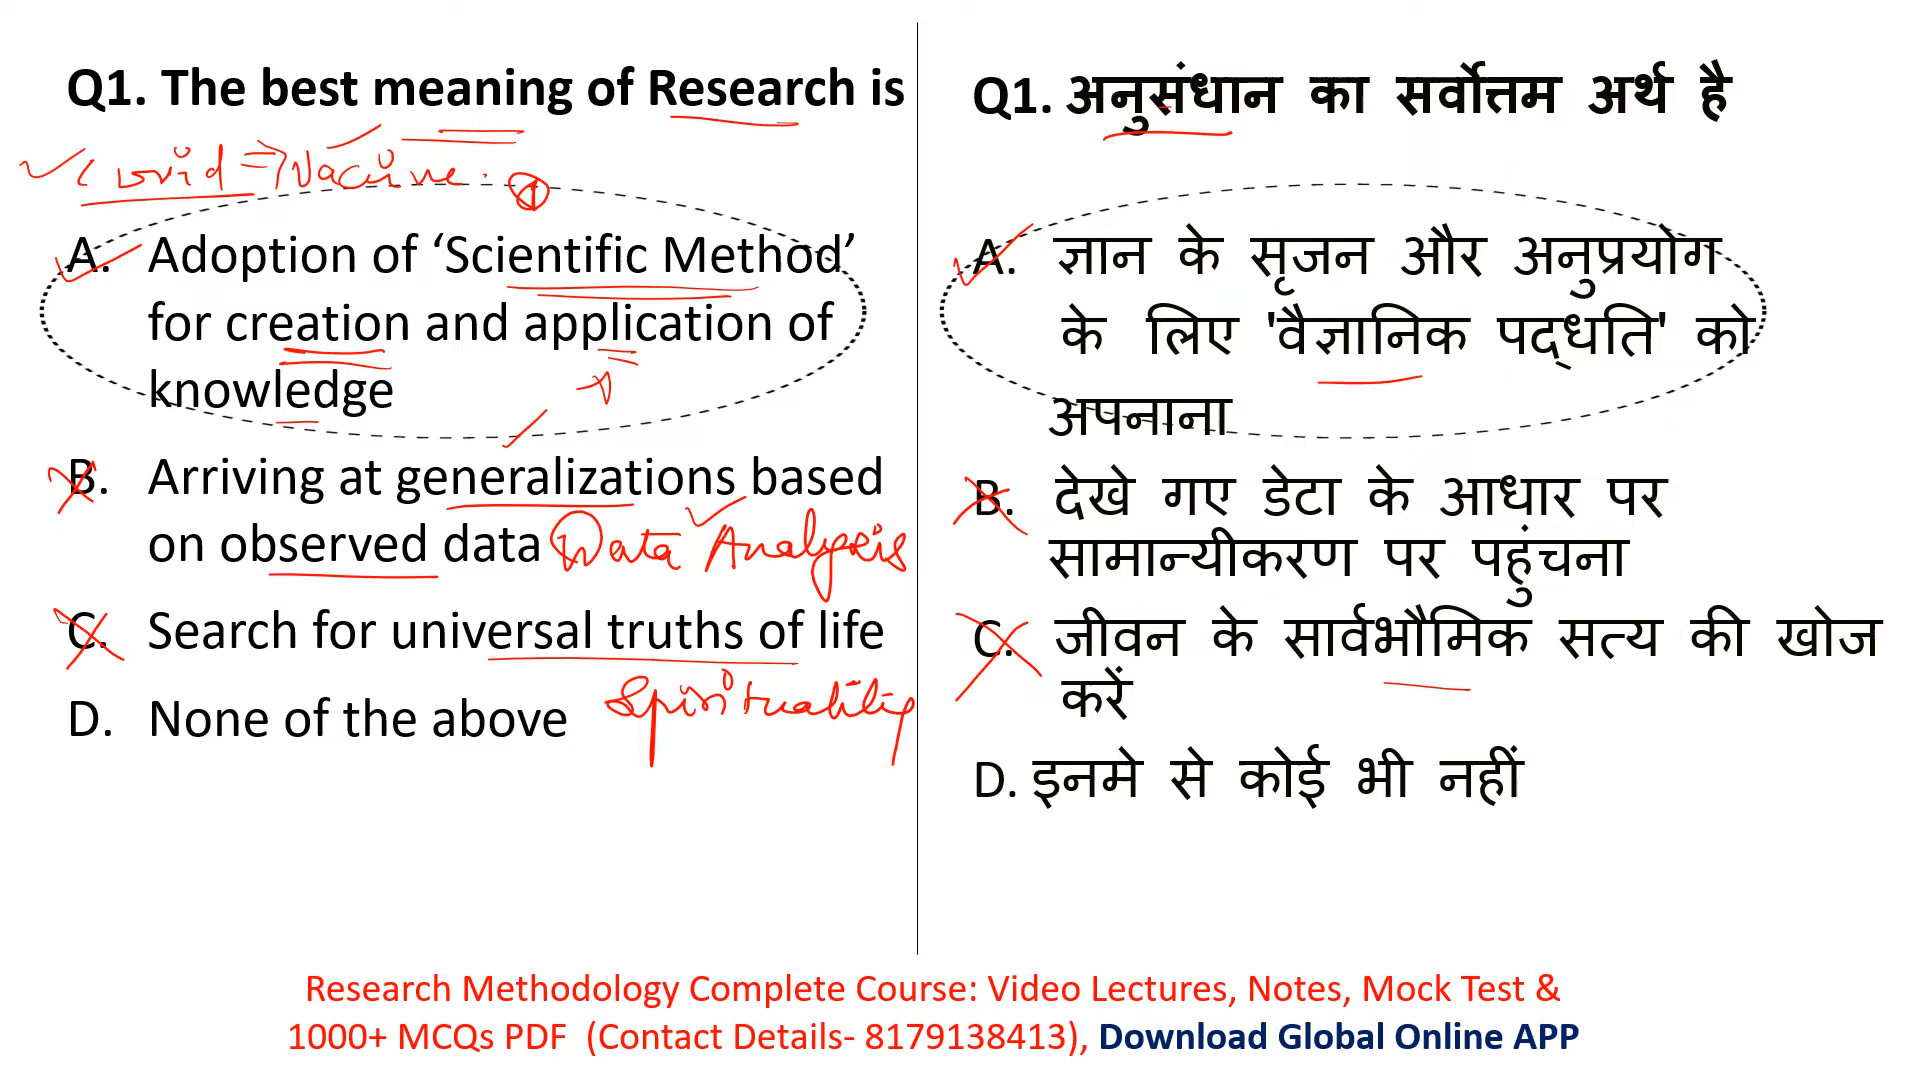 Q1. The best meaning of Research is
Covid ⇒ Vaccine.
A. Adoption of ‘Scientific Method’
for creation and application of
knowledge
B. Arriving at generalizations based
on observed data Data Analysis
C. Search for universal truths of life
D. None of the above Spirituality
Q1. अनुसंधान का सर्वोत्तम अर्थ है
A. ज्ञान के सृजन और अनुप्रयोग
के लिए 'वैज्ञानिक पद्धति' को
अपनाना
B. देखे गए डेटा के आधार पर
सामान्यीकरण पर पहुंचना
C. जीवन के सार्वभौमिक सत्य की खोज
करें
D. इनमे से कोई भी नहीं
Research Methodology Complete Course: Video Lectures, Notes, Mock Test &
1000+ MCQs PDF (Contact Details- 8179138413), Download Global Online APP